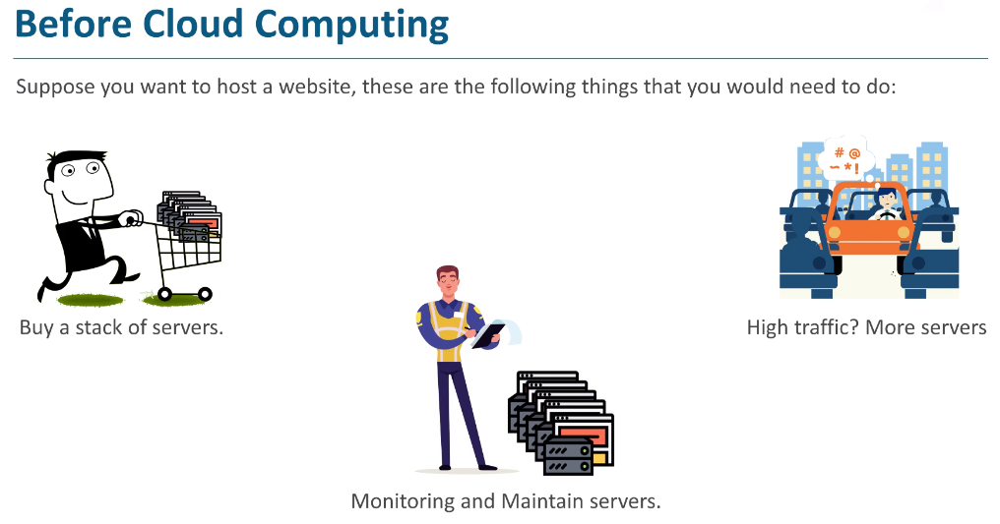 Before Cloud Computing
Suppose you want to host a website, these are the following things that you would need to do:
# @
~ * !
Buy a stack of servers.
High traffic? More servers
Monitoring and Maintain servers.